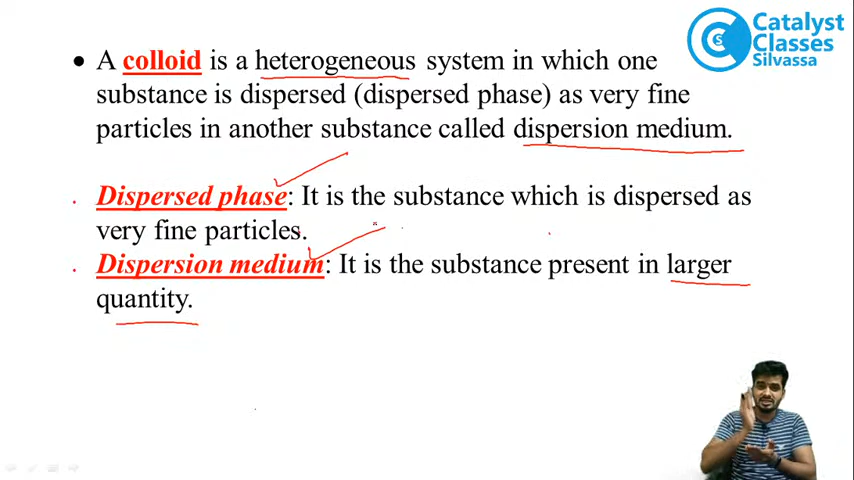 Catalyst
Classes
Silvassa
CS
• A colloid is a heterogeneous system in which one
substance is dispersed (dispersed phase) as very fine
particles in another substance called dispersion medium.
Dispersed phase: It is the substance which is dispersed as
very fine particles.
Dispersion medium: It is the substance present in larger
quantity.